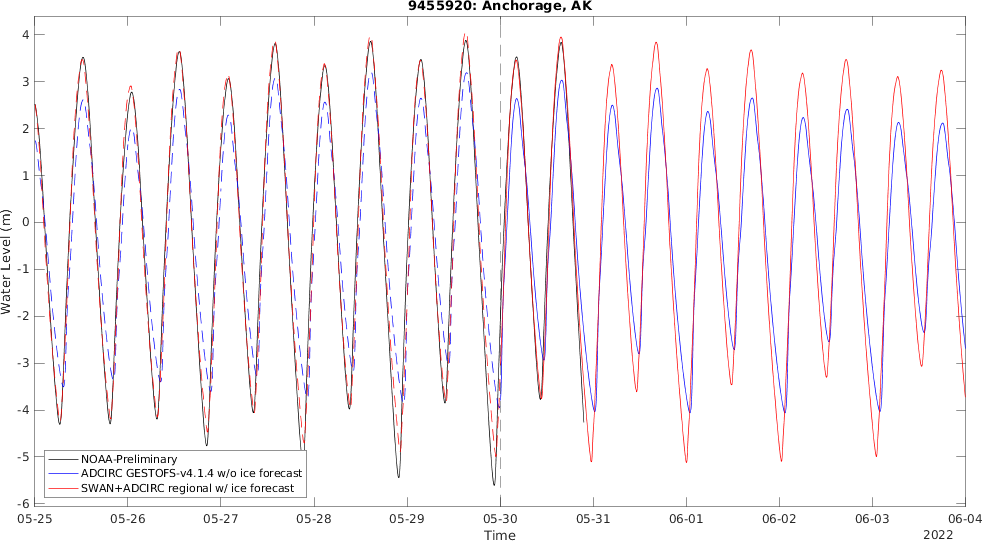 9455920: Anchorage, AK
Water Level (m)
4
3
2
1
0
-1
-2
-3
-4
-5
-6
NOAA-Preliminary
ADCIRC GESTOFS-v4.1.4 w/o ice forecast
SWAN+ADCIRC regional w/ ice forecast
05-25 05-26 05-27 05-28 05-29 05-30 05-31 06-01 06-02 06-03 06-04
Time
2022